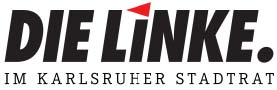 DIE LINKE.
IM KARLSRUHER STADTRAT